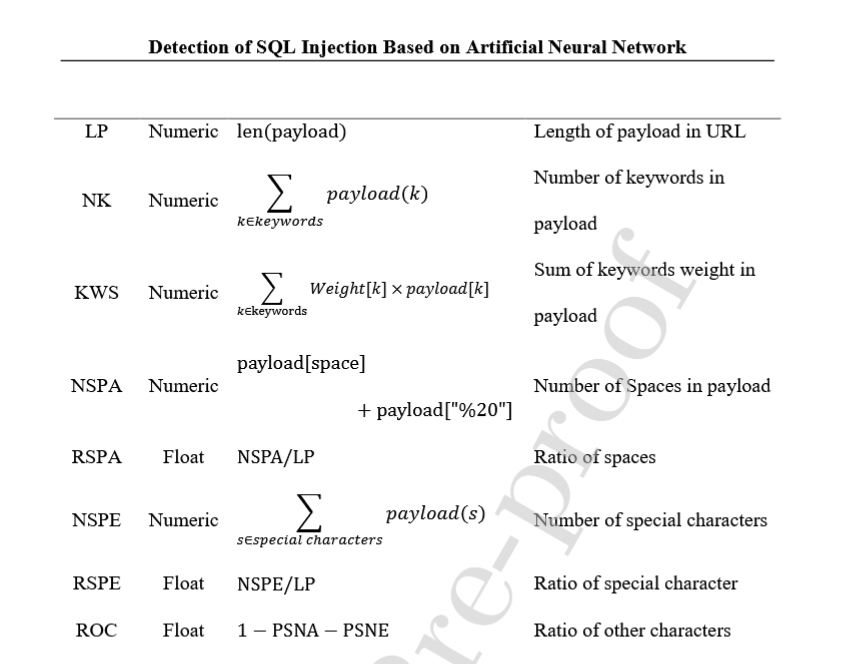 Detection of SQL Injection Based on Artificial Neural Network
LP Numeric len(payload) Length of payload in URL
NK Numeric ∑ k∈keywords payload(k) Number of keywords in
payload
KWS Numeric ∑ k∈keywords Weight[k] × payload[k] Sum of keywords weight in
payload
NSPA Numeric payload[space] Number of Spaces in payload
+ payload["%20"]
RSPA Float NSPA/LP Ratio of spaces
NSPE Numeric ∑ s∈special characters payload(s) Number of special characters
RSPE Float NSPE/LP Ratio of special character
ROC Float 1 − PSNA − PSNE Ratio of other characters
re-proof